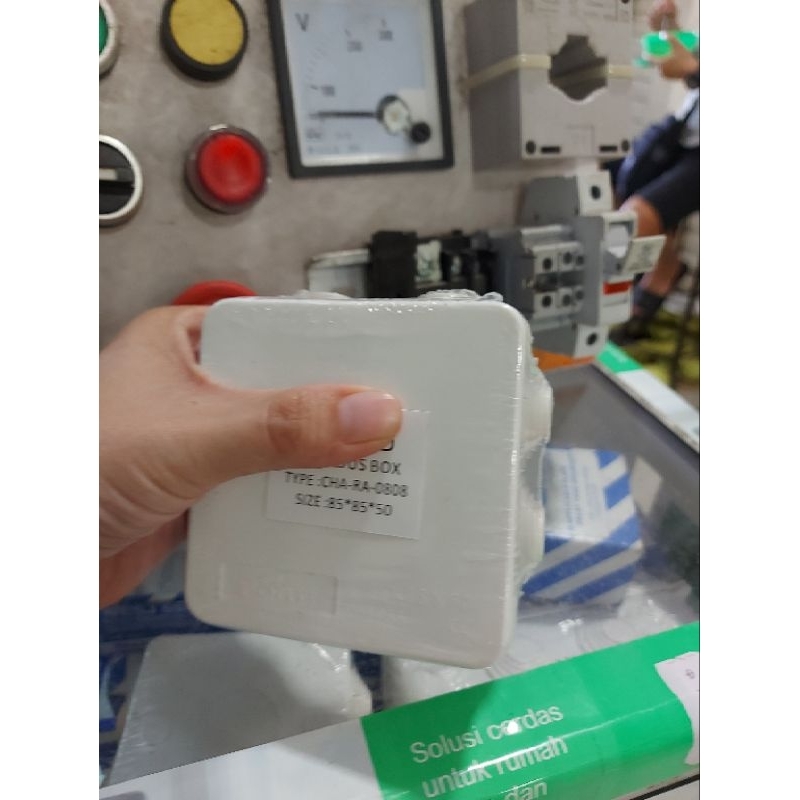 V
BOX
TYPE :CHA-RA-0808
SIZE :85*85*50
Solusi cerdas
untuk rumah
dan